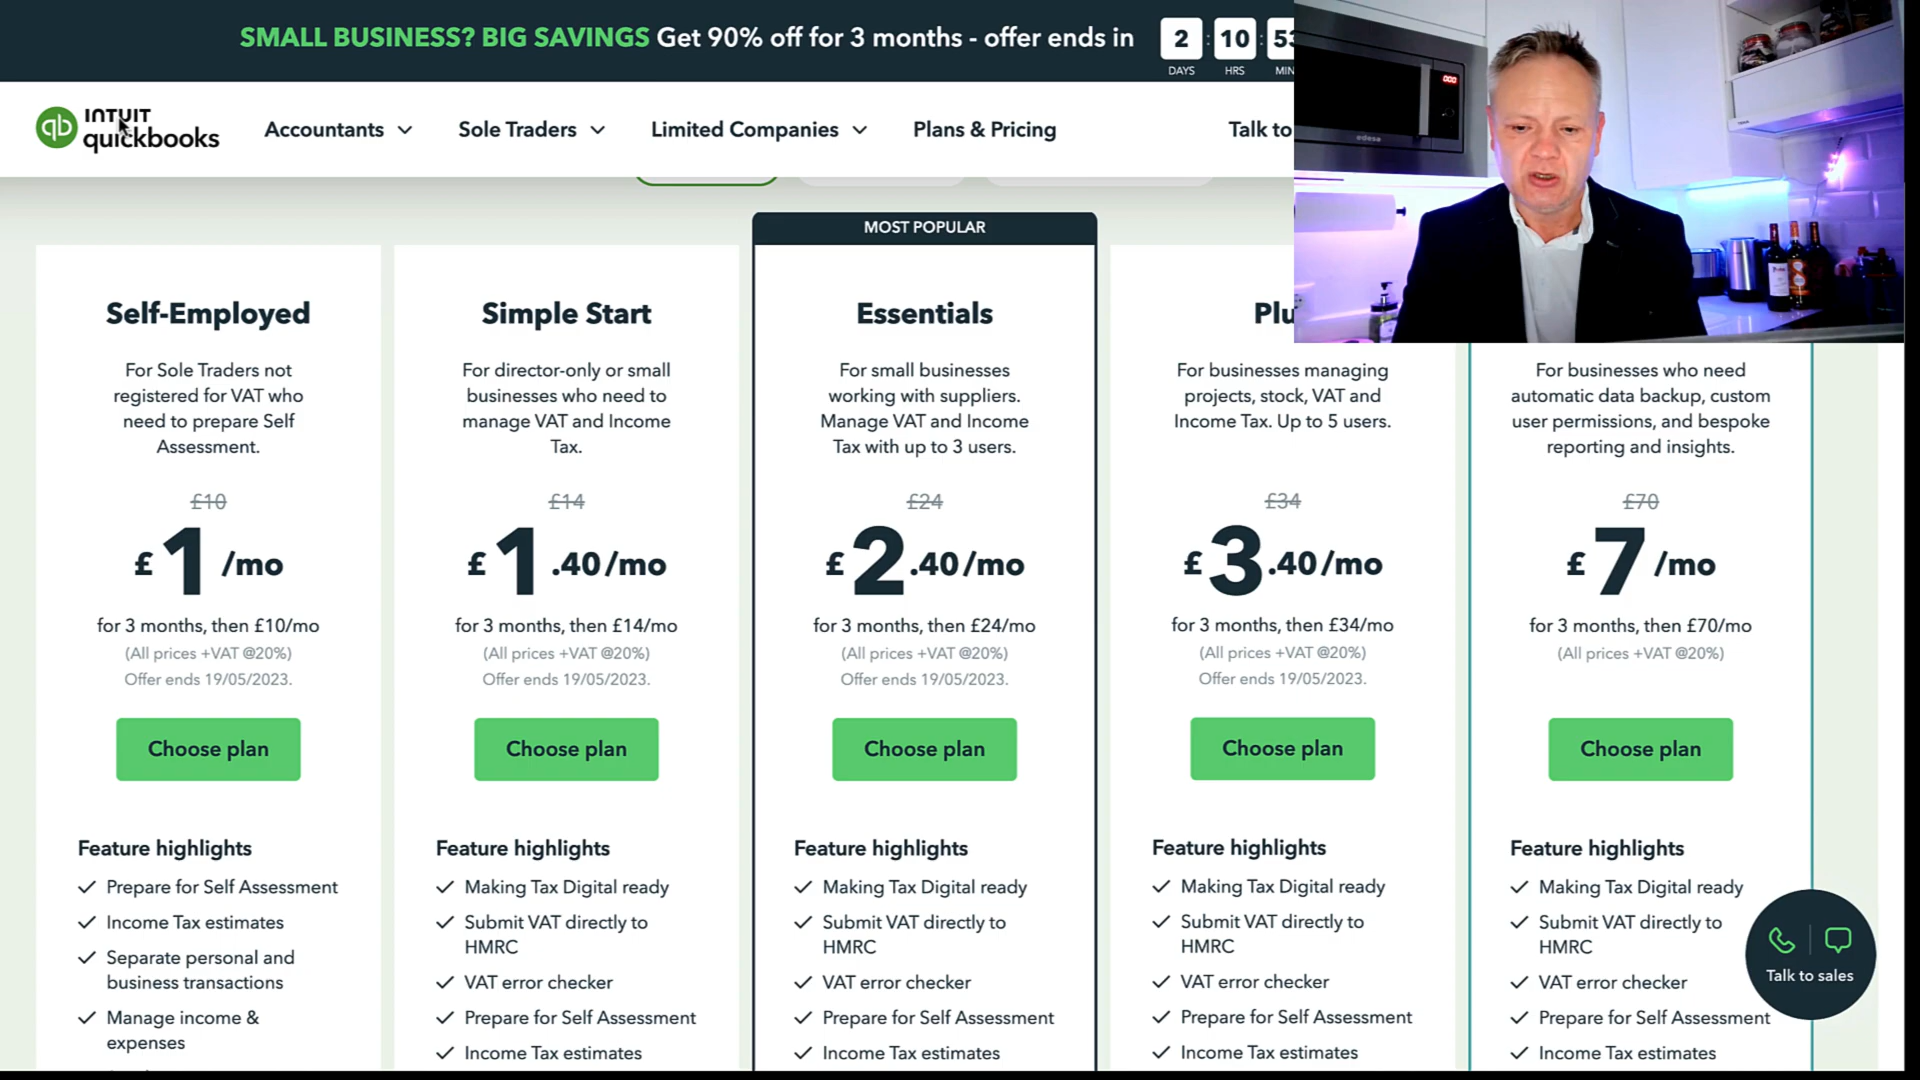 SMALL BUSINESS? BIG SAVINGS Get 90% off for 3 months - offer ends in
2 : 10 : 
DAYS HRS
INTUIT
quickbooks
Accountants
Sole Traders
Limited Companies
Plans & Pricing
Talk to
MOST POPULAR
Self-Employed
For Sole Traders not
registered for VAT who
need to prepare Self
Assessment.
£10
£1/mo
for 3 months, then £10/mo
(All prices +VAT @20%)
Offer ends 19/05/2023.
Choose plan
Feature highlights
Prepare for Self Assessment
Income Tax estimates
Separate personal and
business transactions
Manage income &
expenses
Simple Start
For director-only or small
businesses who need to
manage VAT and Income
Tax.
£14
£1.40/mo
for 3 months, then £14/mo
(All prices +VAT @20%)
Offer ends 19/05/2023.
Choose plan
Feature highlights
Making Tax Digital ready
Submit VAT directly to
HMRC
VAT error checker
Prepare for Self Assessment
Income Tax estimates
Essentials
For small businesses
working with suppliers.
Manage VAT and Income
Tax with up to 3 users.
£24
£2.40/mo
for 3 months, then £24/mo
(All prices +VAT @20%)
Offer ends 19/05/2023.
Choose plan
Feature highlights
Making Tax Digital ready
Submit VAT directly to
HMRC
VAT error checker
Prepare for Self Assessment
Income Tax estimates
For businesses managing
projects, stock, VAT and
Income Tax. Up to 5 users.
£34
£3.40/mo
for 3 months, then £34/mo
(All prices +VAT @20%)
Offer ends 19/05/2023.
Choose plan
Feature highlights
Making Tax Digital ready
Submit VAT directly to
HMRC
VAT error checker
Prepare for Self Assessment
Income Tax estimates
For businesses who need
automatic data backup, custom
user permissions, and bespoke
reporting and insights.
£70
£7/mo
for 3 months, then £70/mo
(All prices +VAT @20%)
Choose plan
Feature highlights
Making Tax Digital ready
Submit VAT directly to
HMRC
VAT error checker
Prepare for Self Assessment
Income Tax estimates
Talk to sales